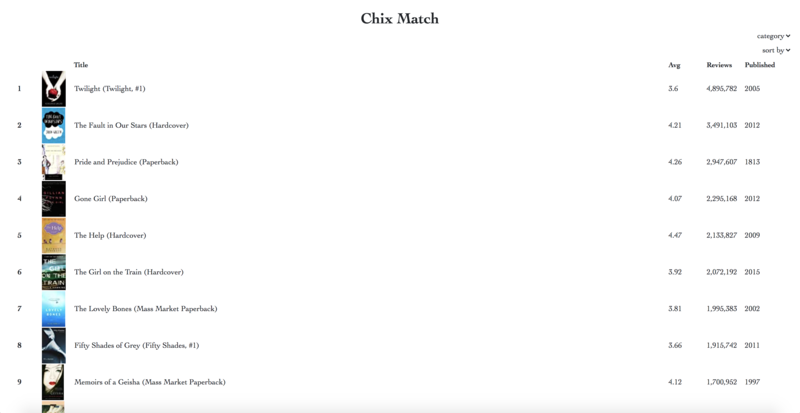 Chix Match
category
sort by
Title Avg Reviews Published
1 Twilight (Twilight, #1) 3.6 4,895,782 2005
2 The Fault in Our Stars (Hardcover) 4.21 3,491,103 2012
3 Pride and Prejudice (Paperback) 4.26 2,947,607 1813
4 Gone Girl (Paperback) 4.07 2,295,168 2012
5 The Help (Hardcover) 4.47 2,133,827 2009
6 The Girl on the Train (Hardcover) 3.92 2,072,192 2015
THE GIRL ON THE TRAIN
7 The Lovely Bones (Mass Market Paperback) 3.81 1,995,383 2002
8 Fifty Shades of Grey (Fifty Shades, #1) 3.66 1,915,742 2011
9 Memoirs of a Geisha (Mass Market Paperback) 4.12 1,700,952 1997